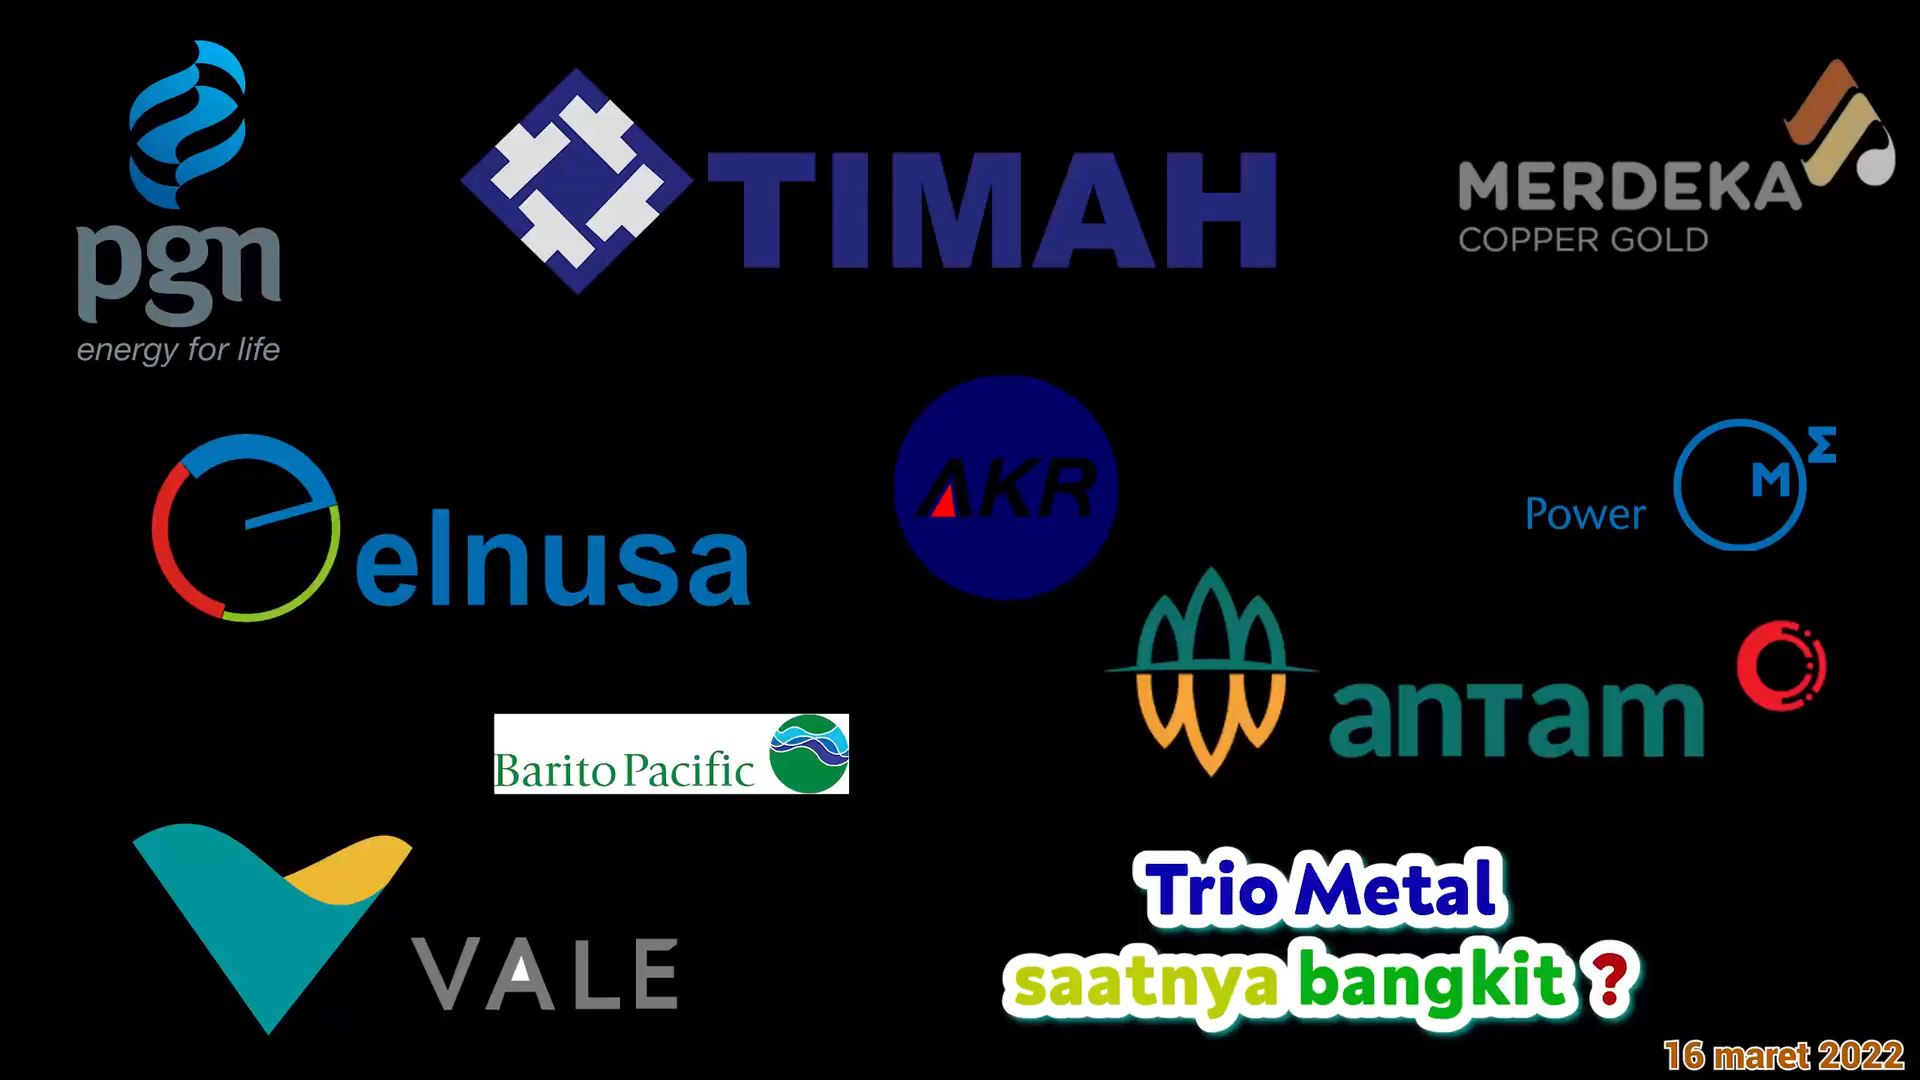 pgn
energy for life
TIMAH
MERDEKA
COPPER GOLD
elnusa
AKR
Power
M
antam
Barito Pacific
VALE
Trio Metal
saatnya bangkit ?
16 maret 2022